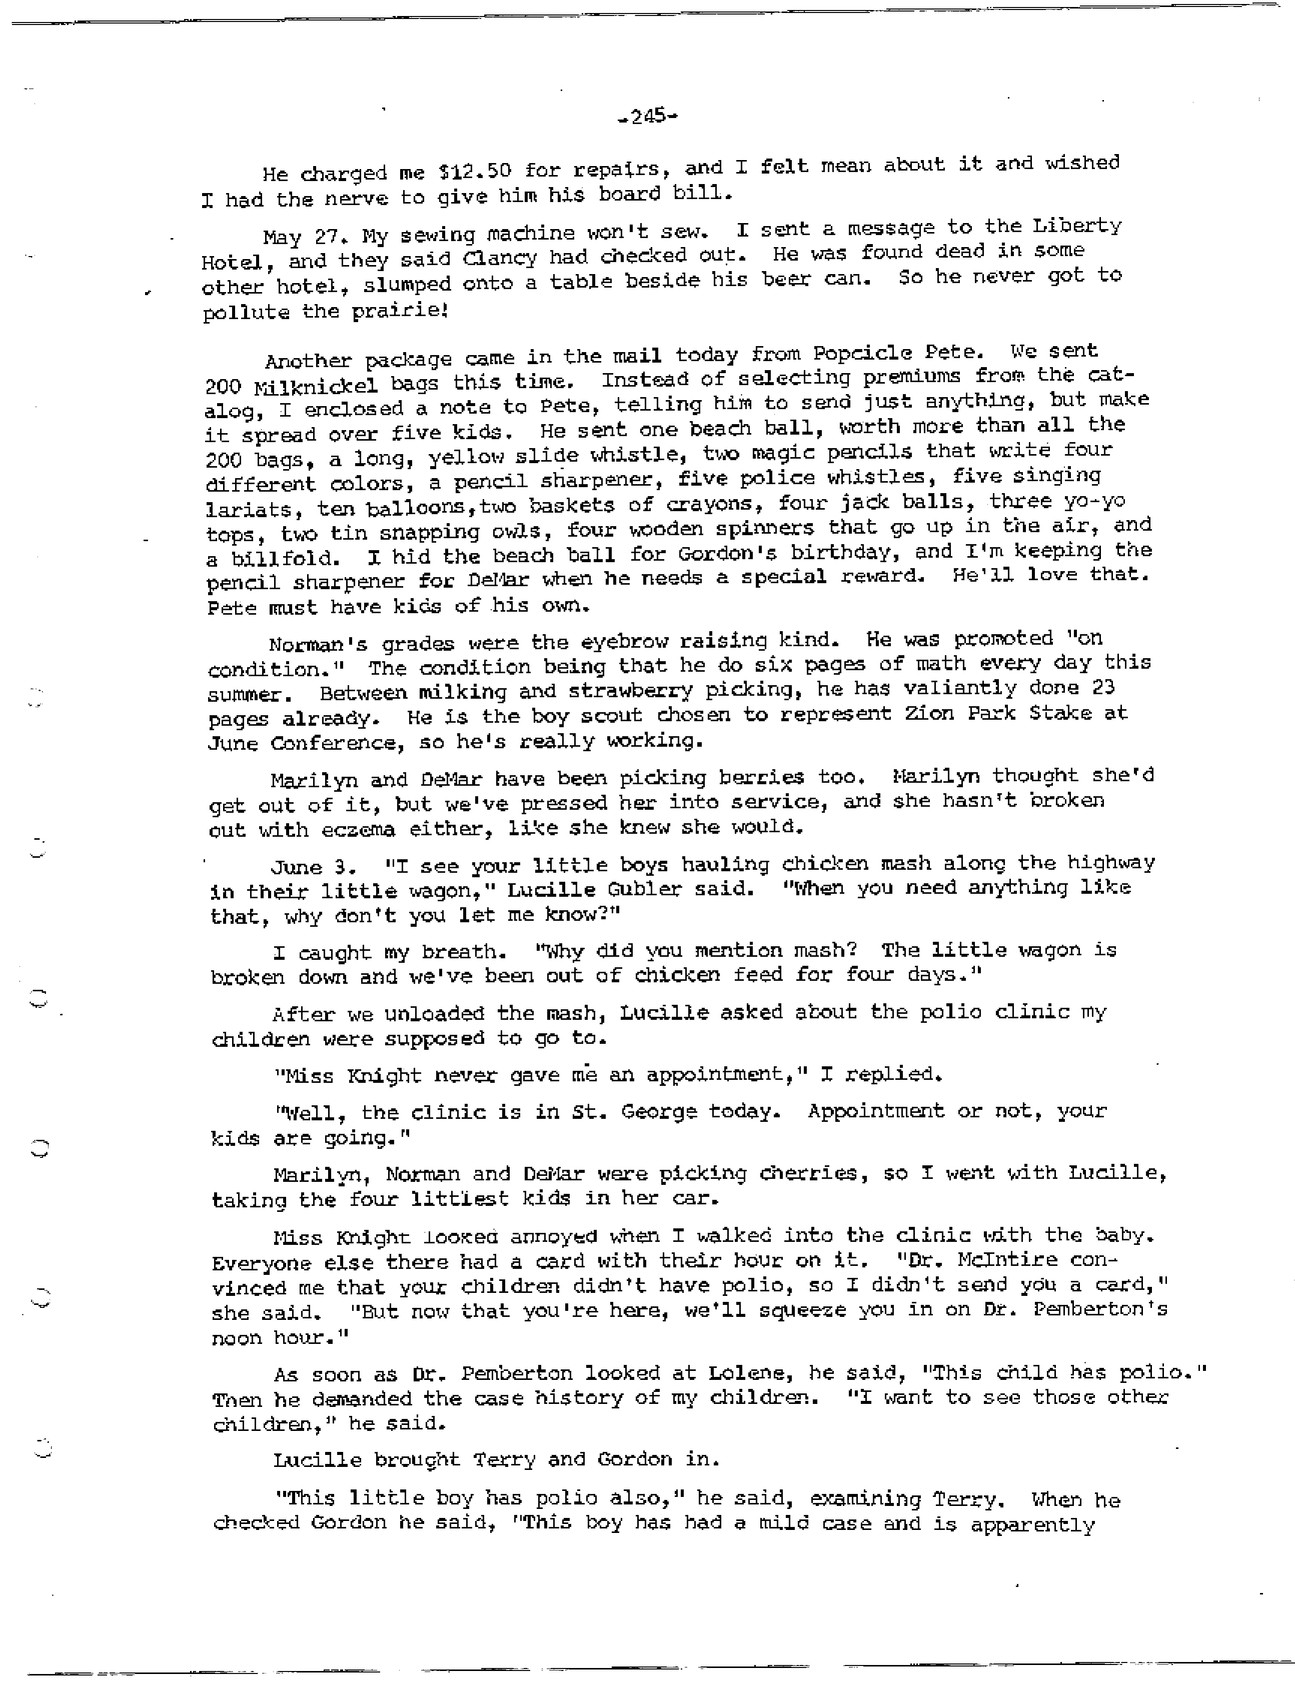 -245-
He charged me $12.50 for repairs, and I felt mean about it and wished
I had the nerve to give him his board bill.
May 27. My sewing machine won't sew. I sent a message to the Liberty
Hotel, and they said Clancy had checked out. He was found dead in some
other hotel, slumped onto a table beside his beer can. So he never got to
pollute the prairie!
Another package came in the mail today from Popcicle Pete. We sent
200 Milknickel bags this time. Instead of selecting premiums from the cat-
alog, I enclosed a note to Pete, telling him to send just anything, but make
it spread over five kids. He sent one beach ball, worth more than all the
200 bags, a long, yellow slide whistle, two magic pencils that write four
different colors, a pencil sharpener, five police whistles, five singing
lariats, ten balloons,two baskets of crayons, four jack balls, three yo-yo
tops, two tin snapping owls, four wooden spinners that go up in the air, and
a billfold. I hid the beach ball for Gordon's birthday, and I'm keeping the
pencil sharpener for DeMar when he needs a special reward. He'll love that.
Pete must have kids of his own.
Norman's grades were the eyebrow raising kind. He was promoted "on
condition." The condition being that he do six pages of math every day this
summer. Between milking and strawberry picking, he has valiantly done 23
pages already. He is the boy scout chosen to represent Zion Park Stake at
June Conference, so he's really working.
Marilyn and DeMar have been picking berries too. Marilyn thought she'd
get out of it, but we've pressed her into service, and she hasn't broken
out with eczema either, like she knew she would.
June 3. "I see your little boys hauling chicken mash along the highway
in their little wagon," Lucille Gubler said. "When you need anything like
that, why don't you let me know?"
I caught my breath. "Why did you mention mash? The little wagon is
broken down and we've been out of chicken feed for four days."
After we unloaded the mash, Lucille asked about the polio clinic my
children were supposed to go to.
"Miss Knight never gave me an appointment," I replied.
"Well, the clinic is in St. George today. Appointment or not, your
kids are going."
Marilyn, Norman and DeMar were picking cherries, so I went with Lucille,
taking the four littlest kids in her car.
Miss Knight looked annoyed when I walked into the clinic with the baby.
Everyone else there had a card with their hour on it. "Dr. McIntire con-
vinced me that your children didn't have polio, so I didn't send you a card,"
she said. "But now that you're here, we'll squeeze you in on Dr. Pemberton's
noon hour."
As soon as Dr. Pemberton looked at Lolene, he said, "This child has polio."
Then he demanded the case history of my children. "I want to see those other
children," he said.
Lucille brought Terry and Gordon in.
"This little boy has polio also," he said, examining Terry. When he
checked Gordon he said, "This boy has had a mild case and is apparently